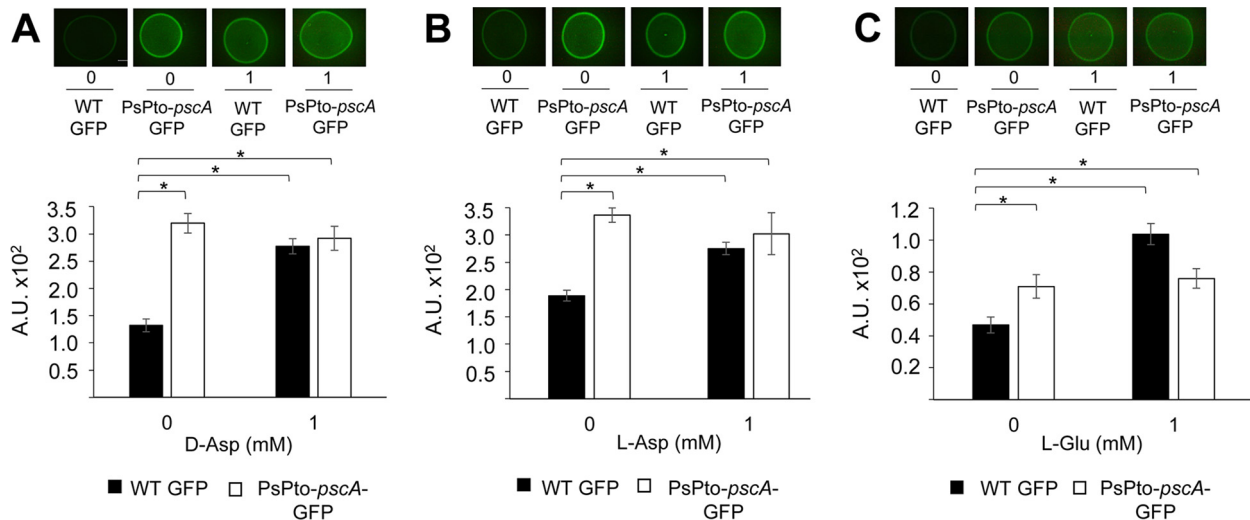 A
0 0 1 1
WT PsPto-pscA WT PsPto-pscA
GFP GFP GFP GFP
* * *
A.U. x10²
3.5
3.0
2.5
2.0
1.5
1.0
0.5
0 1
D-Asp (mM)
WT GFP PsPto-pscA-
GFP
B
0 0 1 1
WT PsPto-pscA WT PsPto-pscA
GFP GFP GFP GFP
* * *
A.U. x10²
3.5
3.0
2.5
2.0
1.5
1.0
0.5
0 1
L-Asp (mM)
WT GFP PsPto-pscA-
GFP
C
0 0 1 1
WT PsPto-pscA WT PsPto-pscA
GFP GFP GFP GFP
* * *
A.U. x10²
1.2
1.0
0.8
0.6
0.4
0.2
0 1
L-Glu (mM)
WT GFP PsPto-pscA-
GFP